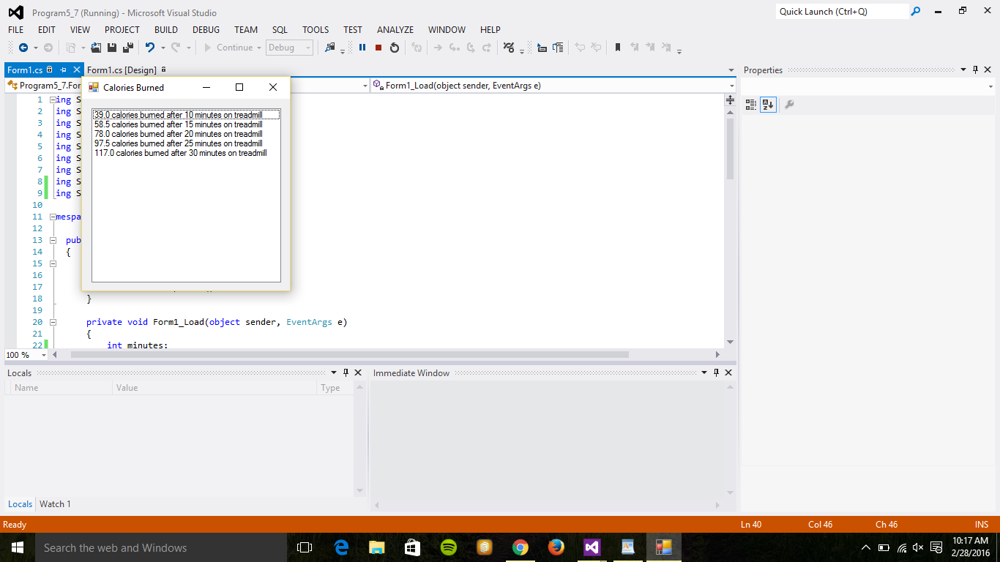 Program5_7 (Running) - Microsoft Visual Studio
Quick Launch (Ctrl+Q)
FILE EDIT VIEW PROJECT BUILD DEBUG TEAM SQL TOOLS TEST ANALYZE WINDOW HELP
Continue Debug
Form1.cs Form1.cs [Design]
Properties
Program5_7.For
Form1_Load(object sender, EventArgs e)
Calories Burned
39.0 calories burned after 10 minutes on treadmill
58.5 calories burned after 15 minutes on treadmill
78.0 calories burned after 20 minutes on treadmill
97.5 calories burned after 25 minutes on treadmill
117.0 calories burned after 30 minutes on treadmill
1 ing S
2 ing S
3 ing S
4 ing S
5 ing S
6 ing S
7 ing S
8 ing S
9 ing S
10
11 mespa
12
13 pub
14 {
15
16
17
18 }
19
20 private void Form1_Load(object sender, EventArgs e)
21 {
22 int minutes;
100 %
Locals
Name Value Type
Immediate Window
Locals Watch 1
Ready Ln 40 Col 46 Ch 46 INS
Search the web and Windows
10:17 AM
2/28/2016